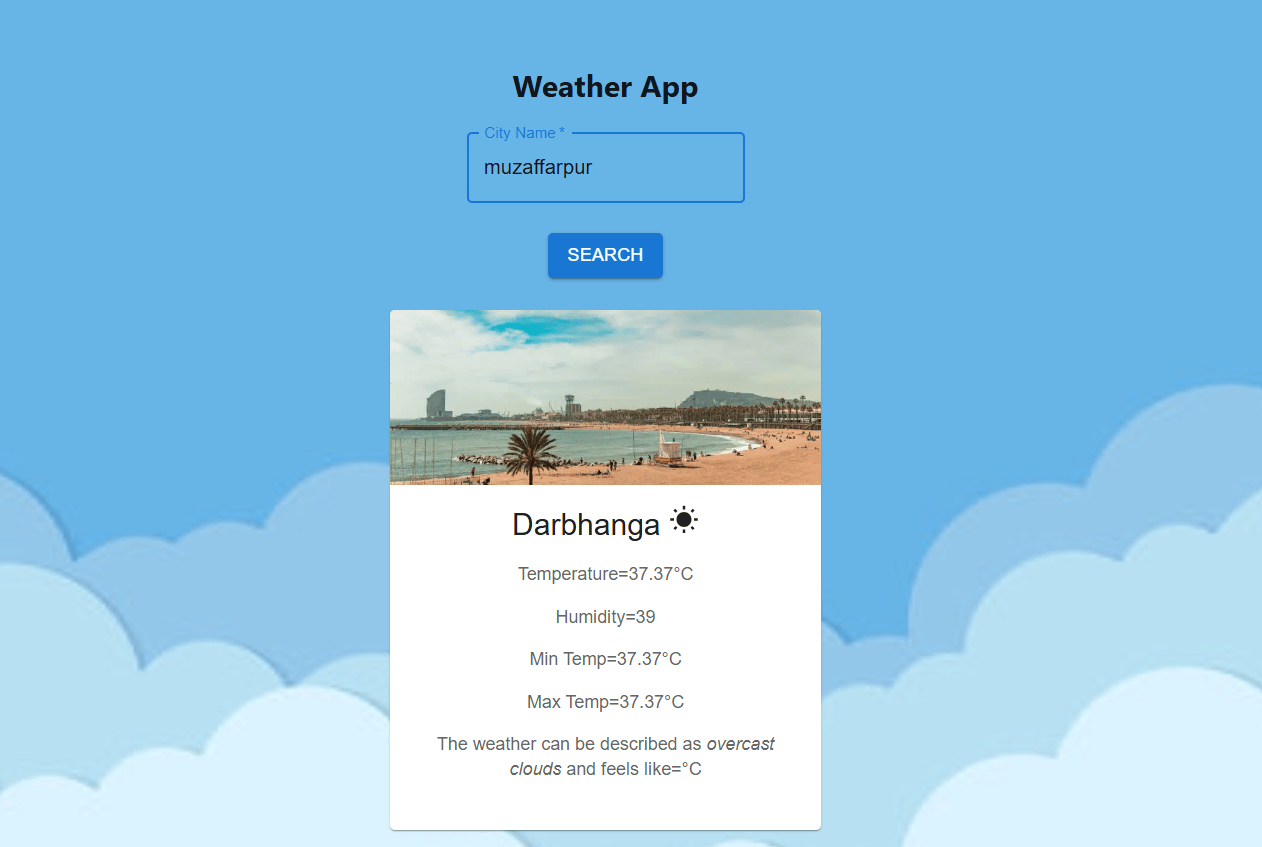 Weather App
City Name *
muzaffarpur
SEARCH
Darbhanga
Temperature=37.37°C
Humidity=39
Min Temp=37.37°C
Max Temp=37.37°C
The weather can be described as overcast
clouds and feels like=°C